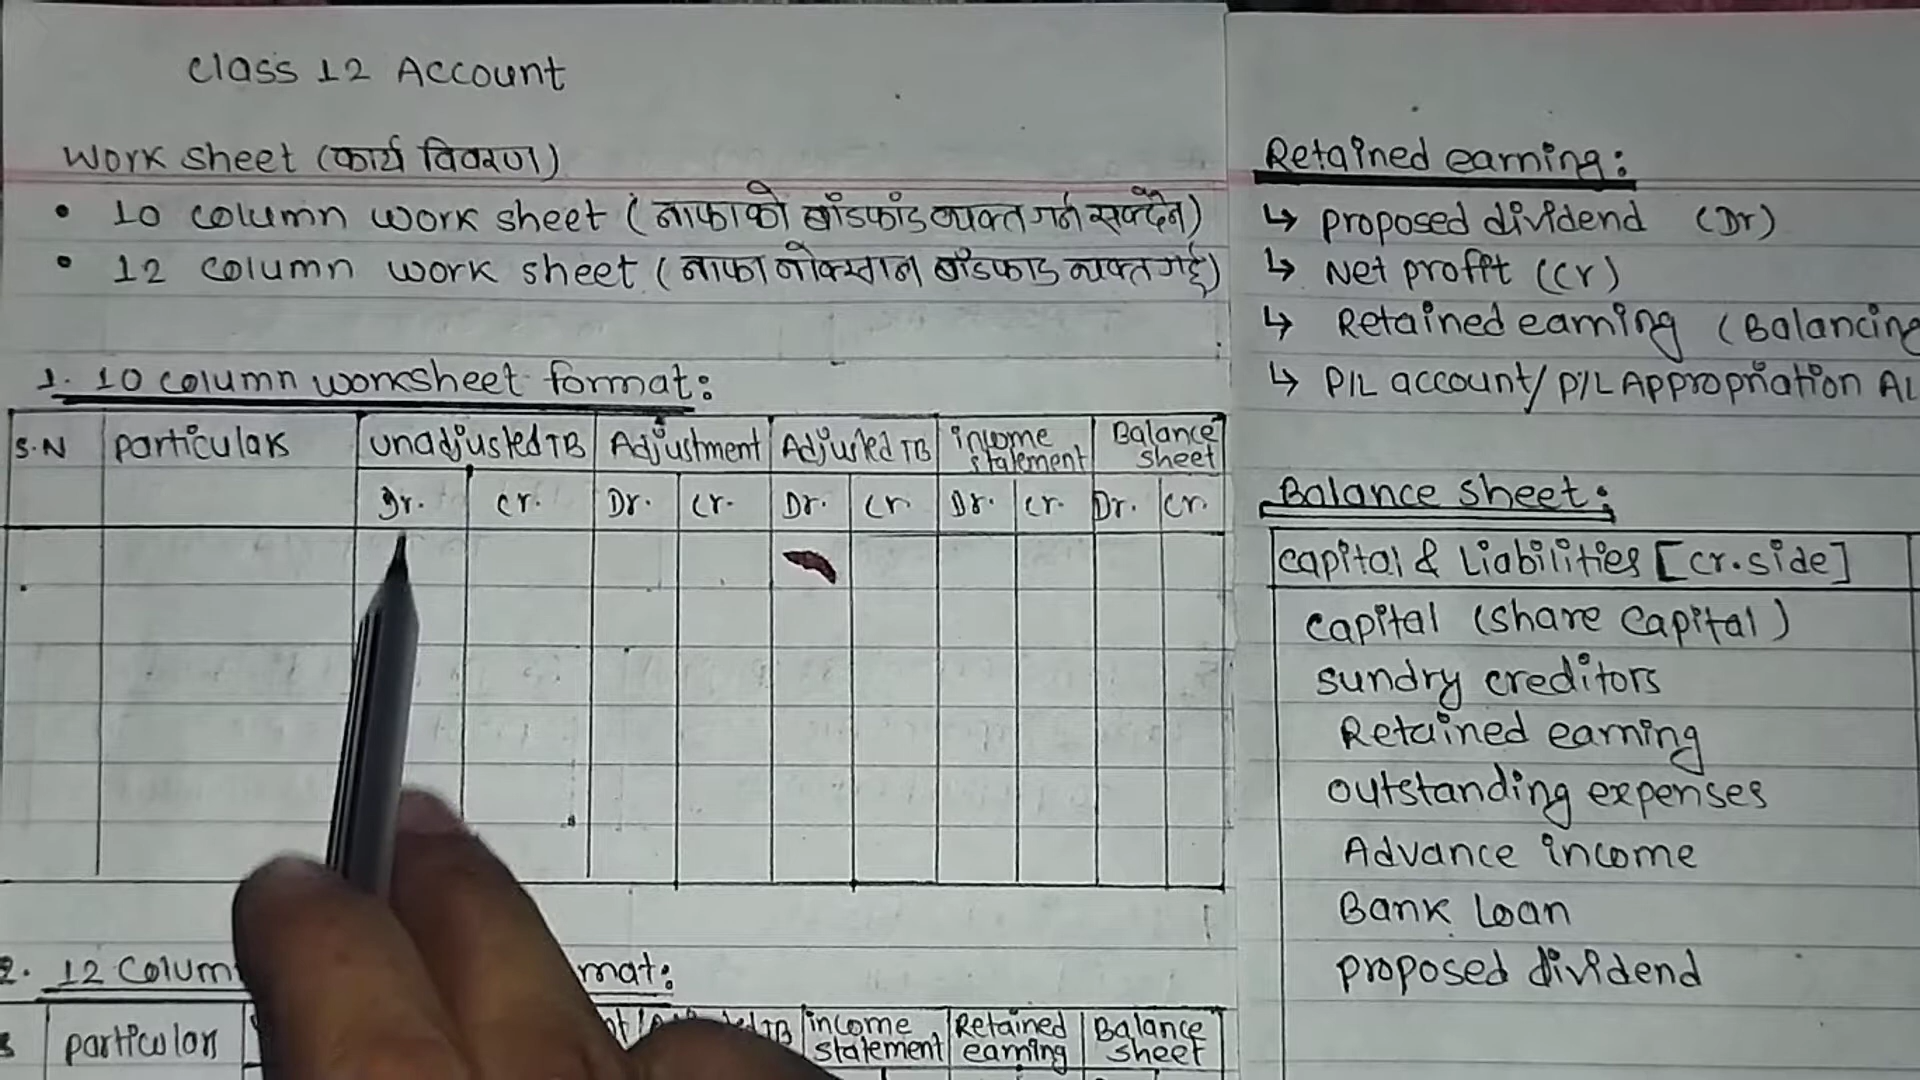 Class 12 Account
Work sheet (कार्य विवरण)
• 10 column work sheet (नाफाको बाँडफाँड व्यक्त गर्न सक्दैन)
• 12 column work sheet (नाफा नोक्सान बाँडफाड व्यक्त गर्दै)
1. 10 column worksheet format:
S.N particulars unadjusted TB Adjustment Adjusted TB income statement Balance sheet
Dr. cr. Dr. cr. Dr. cr. Dr. cr. Dr. cr.
2. 12 mat:
particulars TB income statement Retained earning Balance sheet
Retained earning:
↳ proposed dividend (Dr)
↳ Net profit (cr)
↳ Retained earning (Balancing
↳ P/L account/ P/L Appropriation
Balance sheet:
capital & Liabilities [cr.side]
capital (share capital)
sundry creditors
Retained earning
outstanding expenses
Advance income
Bank Loan
proposed dividend